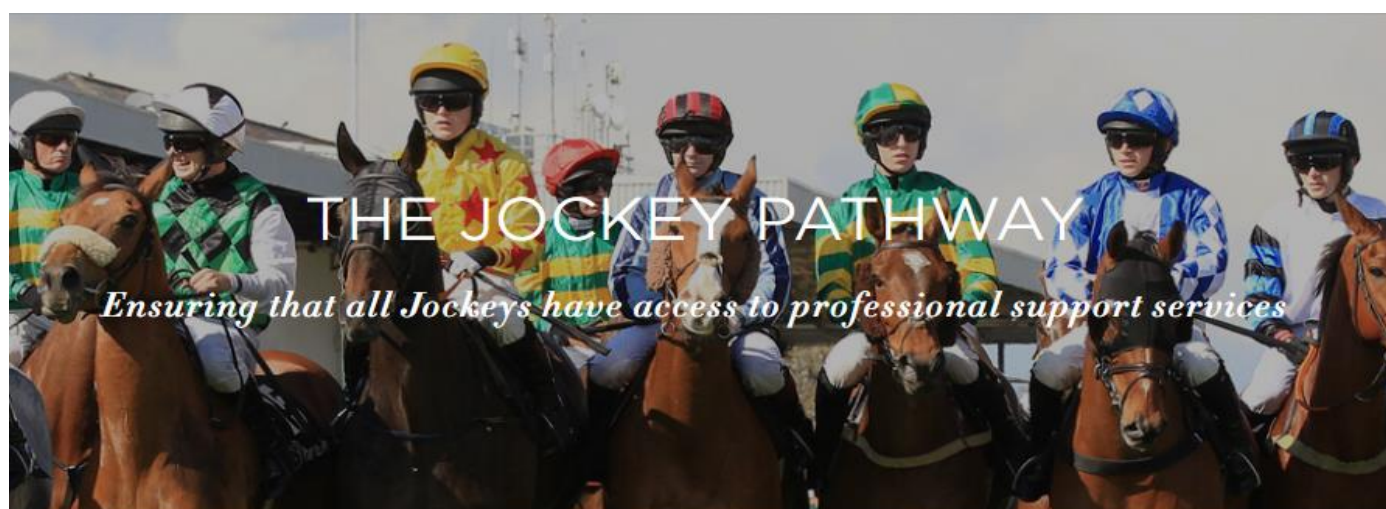 THE JOCKEY PATHWAY
Ensuring that all Jockeys have access to professional support services